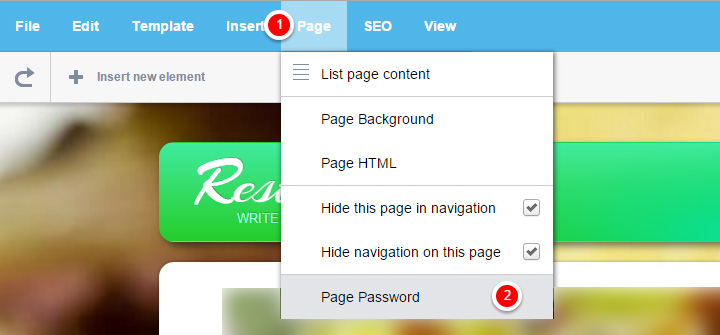 File Edit Template Insert 1 Page SEO View
Insert new element
List page content
Page Background
Page HTML
Hide this page in navigation
WRITE
Hide navigation on this page
Page Password 2